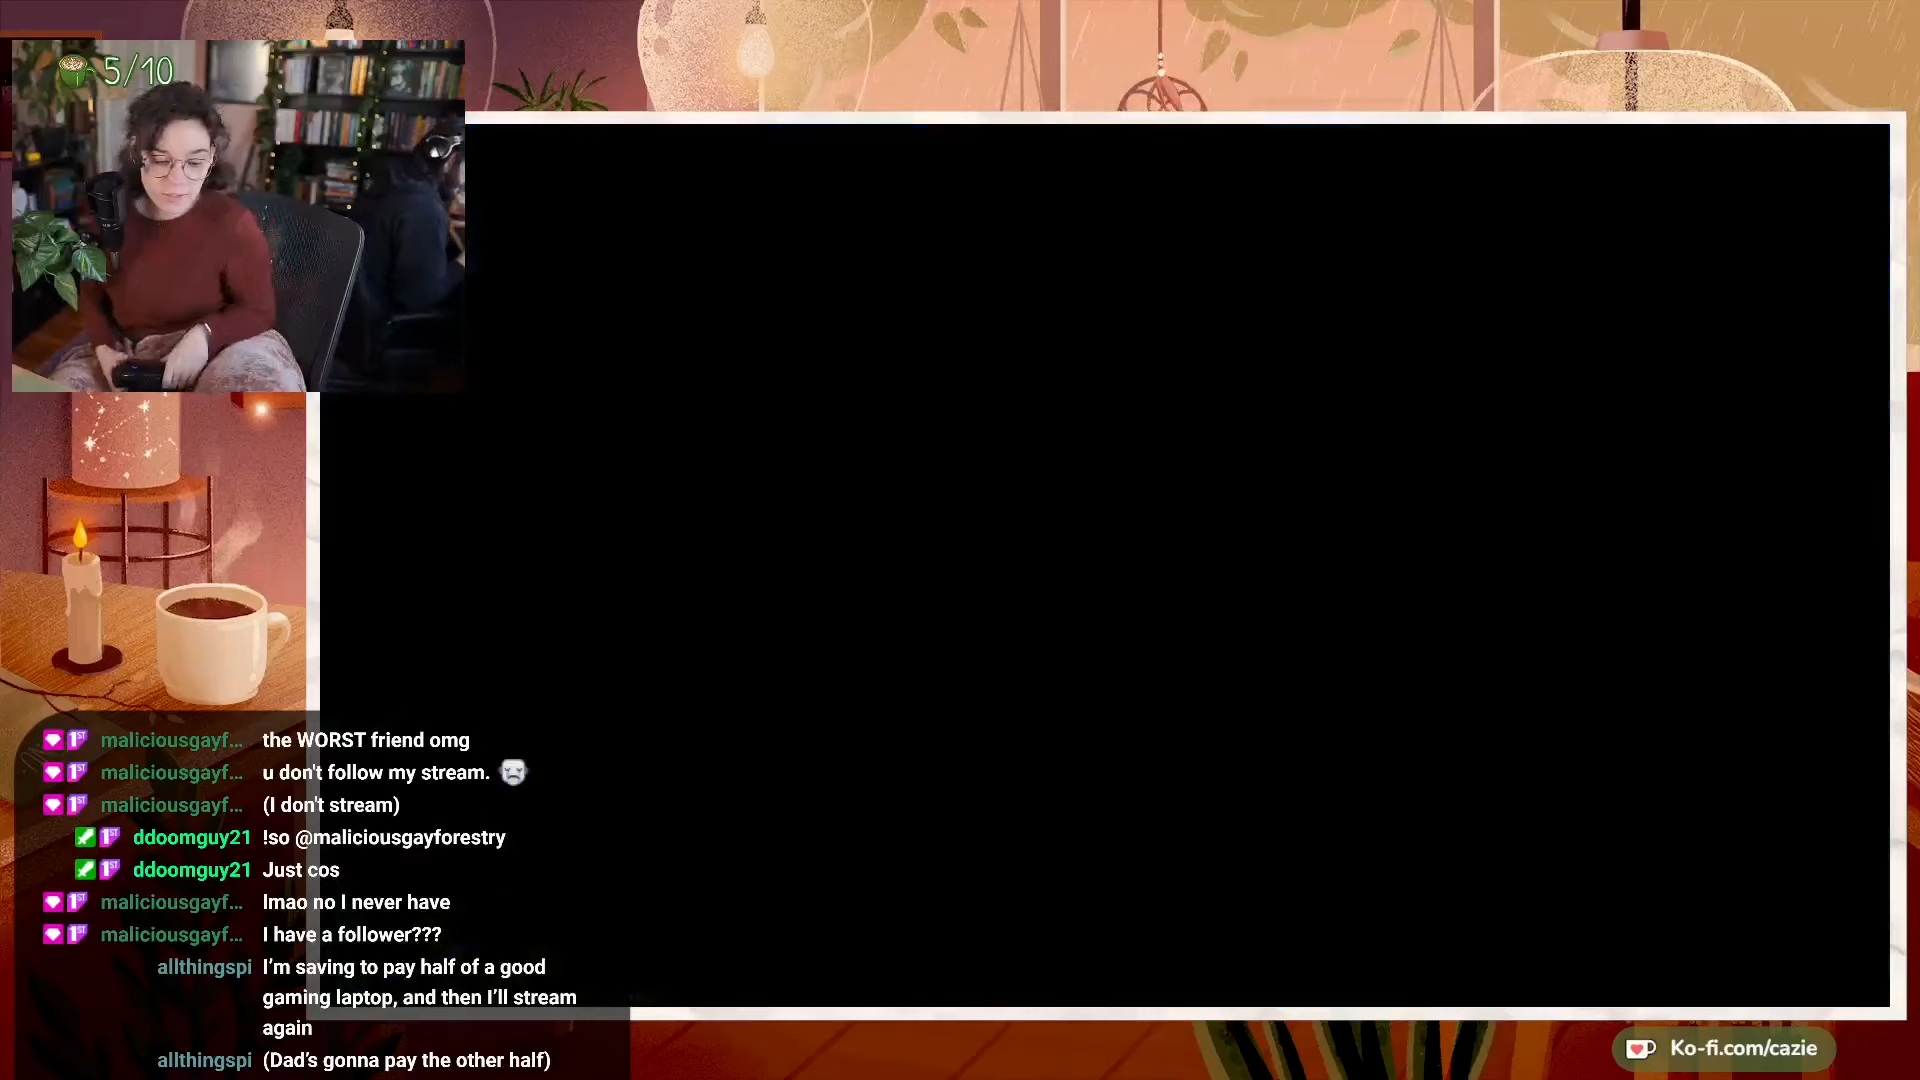 5/10
maliciousgayf... the WORST friend omg
maliciousgayf... u don't follow my stream.
maliciousgayf... (I don't stream)
ddoomguy21 !so @maliciousgayforestry
ddoomguy21 Just cos
maliciousgayf... lmao no I never have
maliciousgayf... I have a follower???
allthingspi I’m saving to pay half of a good
gaming laptop, and then I’ll stream
again
allthingspi (Dad’s gonna pay the other half)
Ko-fi.com/cazie